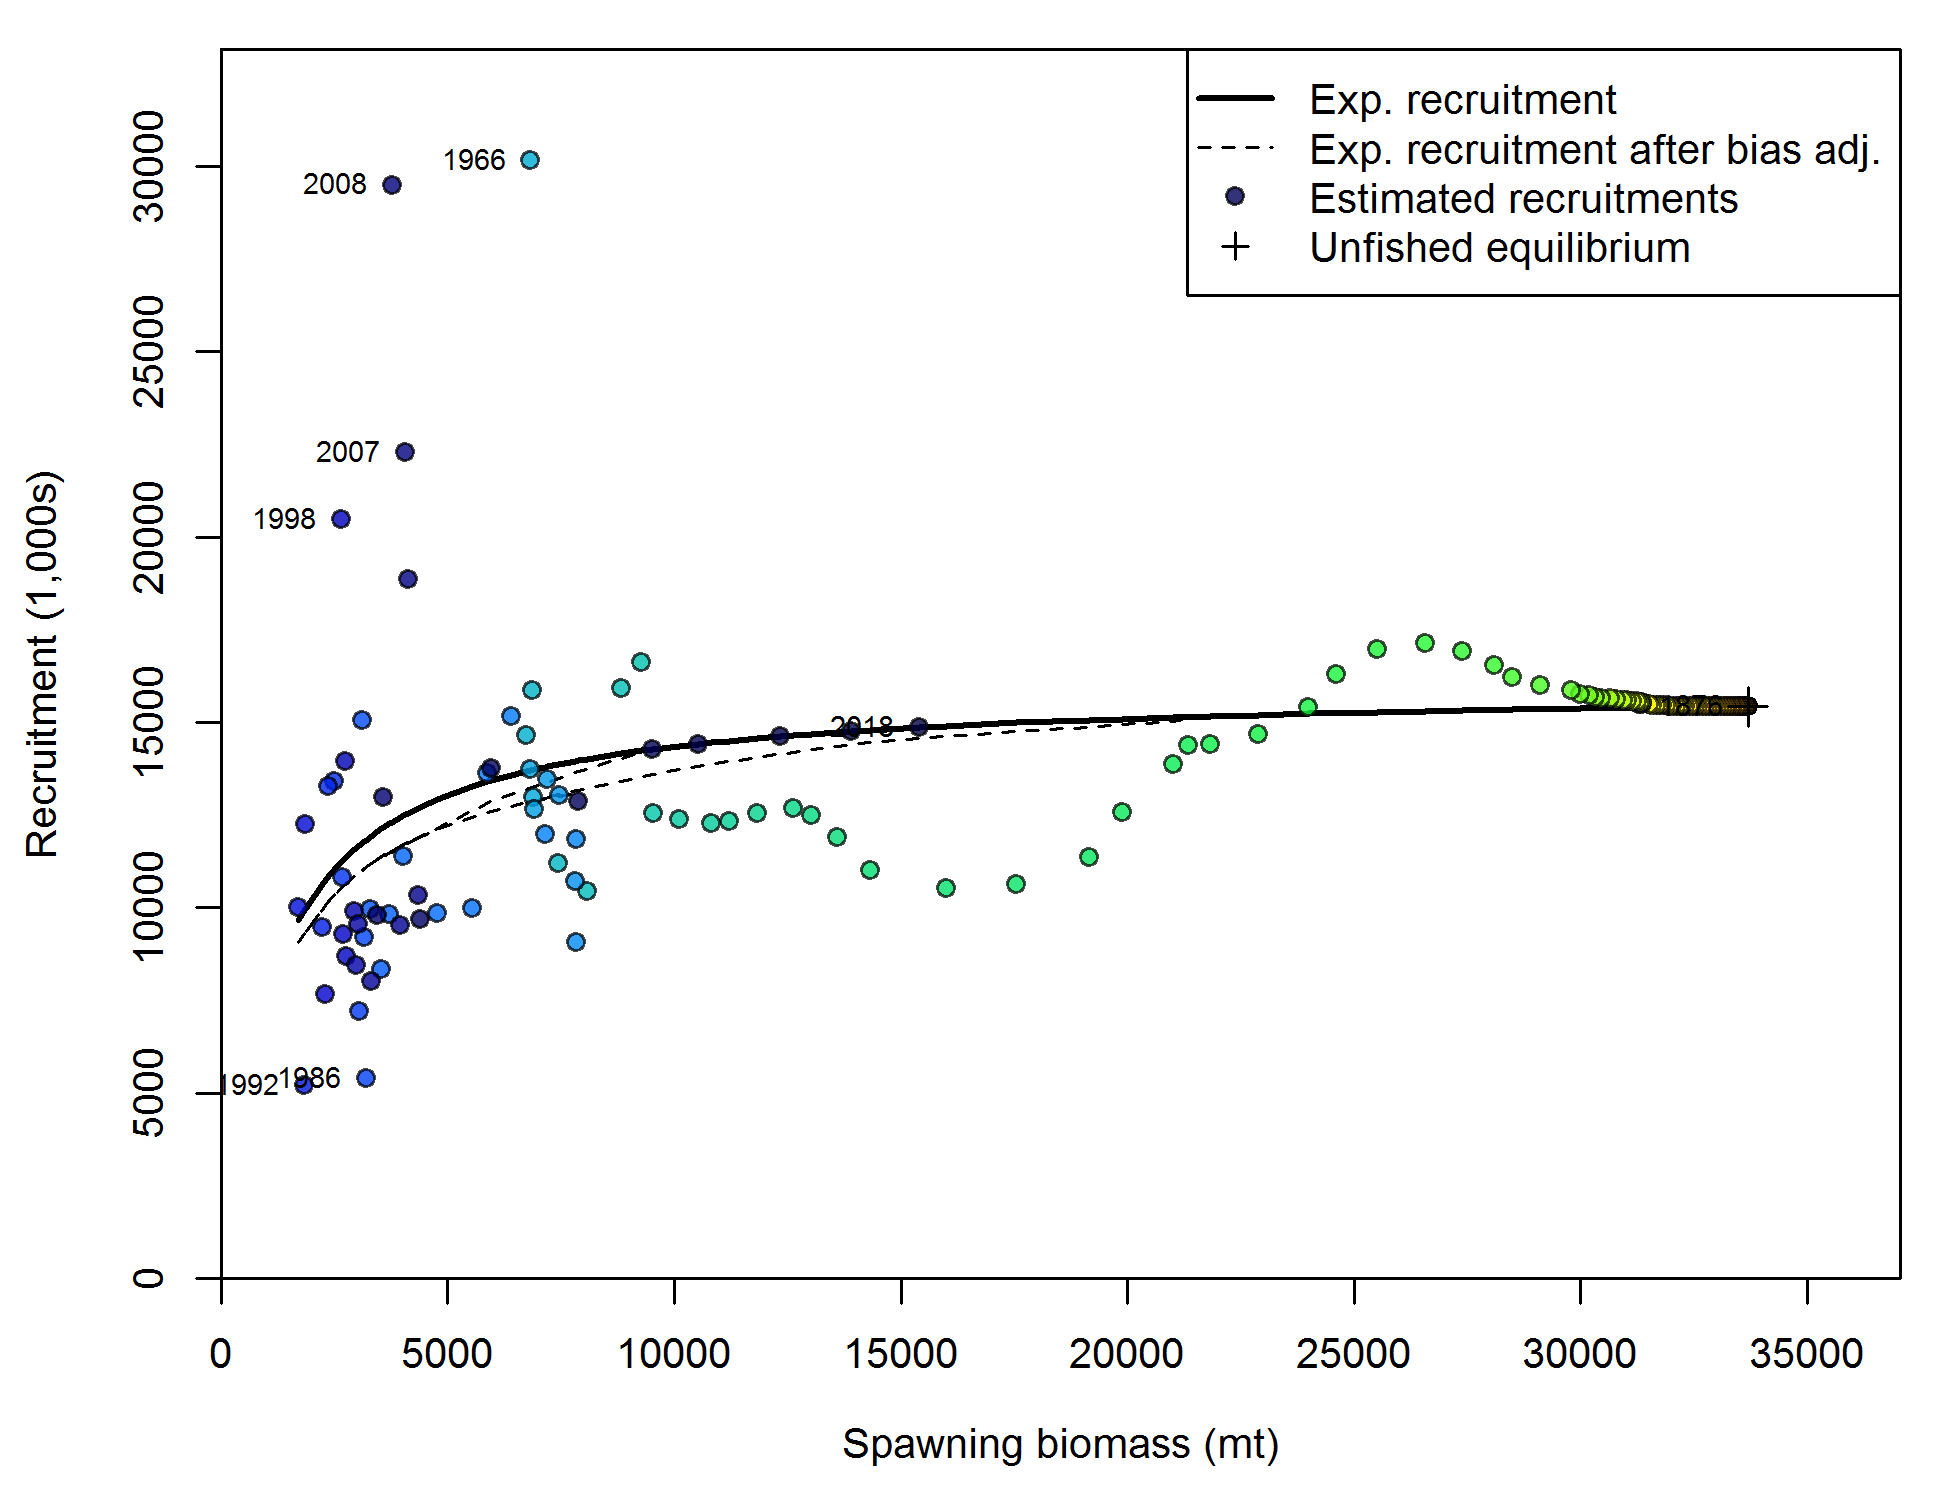 Exp. recruitment
Exp. recruitment after bias adj.
Estimated recruitments
Unfished equilibrium
1966
2008
2007
1998
2018
1876
1992
1986
Recruitment (1,000s)
30000
25000
20000
15000
10000
5000
0
0 5000 10000 15000 20000 25000 30000 35000
Spawning biomass (mt)